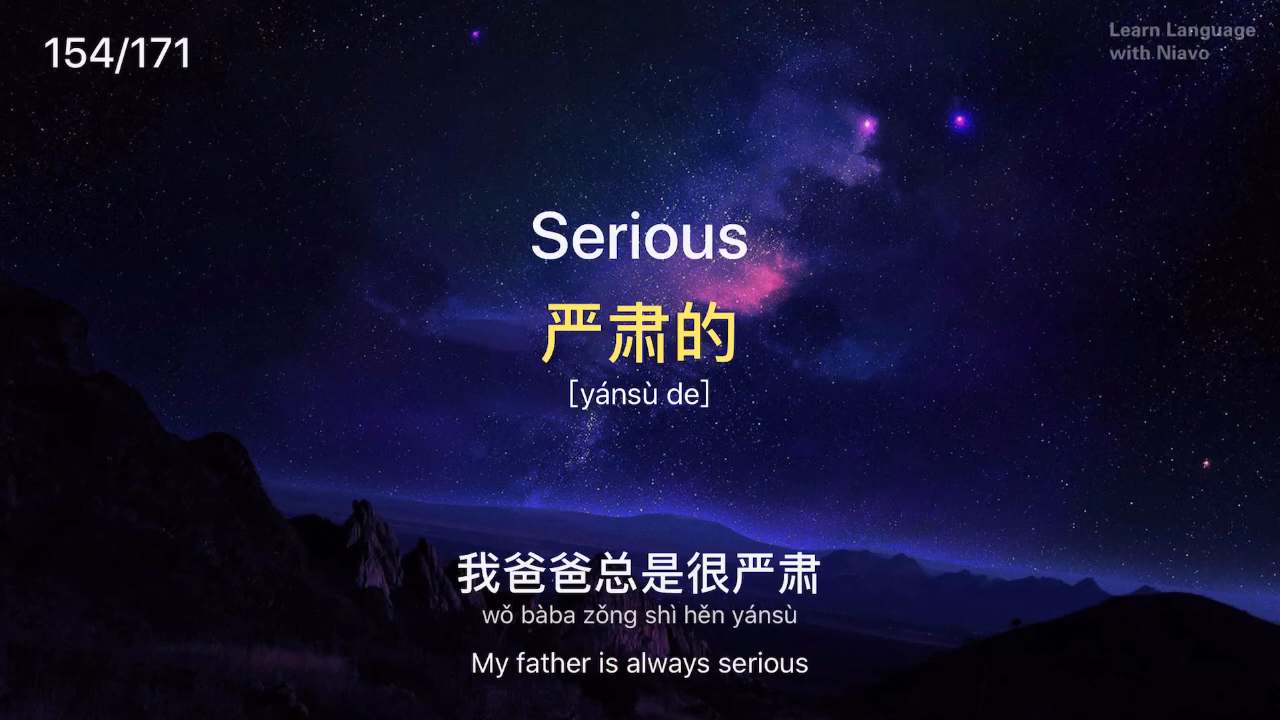 154/171
Learn Language
with Niavo
Serious
严肃的
[yánsù de]
我爸爸总是很严肃
wǒ bàba zǒng shì hěn yánsù
My father is always serious